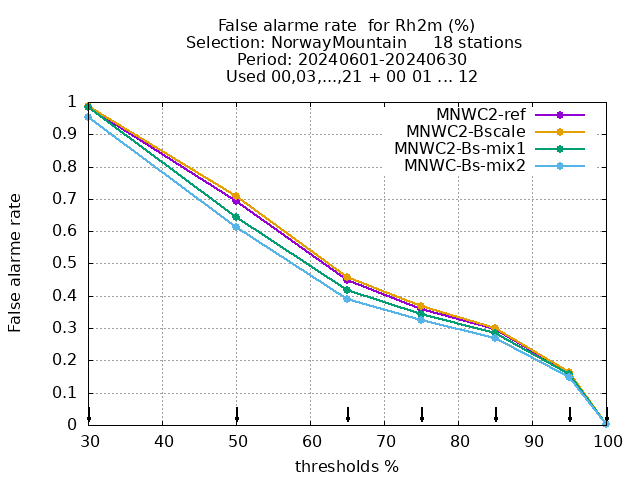 False alarme rate  for Rh2m (%)
Selection: NorwayMountain     18 stations
Period: 20240601-20240630
Used 00,03,...,21 + 00 01 ... 12
MNWC2-ref
MNWC2-Bscale
MNWC2-Bs-mix1
MNWC-Bs-mix2
False alarme rate
1
0.9
0.8
0.7
0.6
0.5
0.4
0.3
0.2
0.1
0
30 40 50 60 70 80 90 100
thresholds %